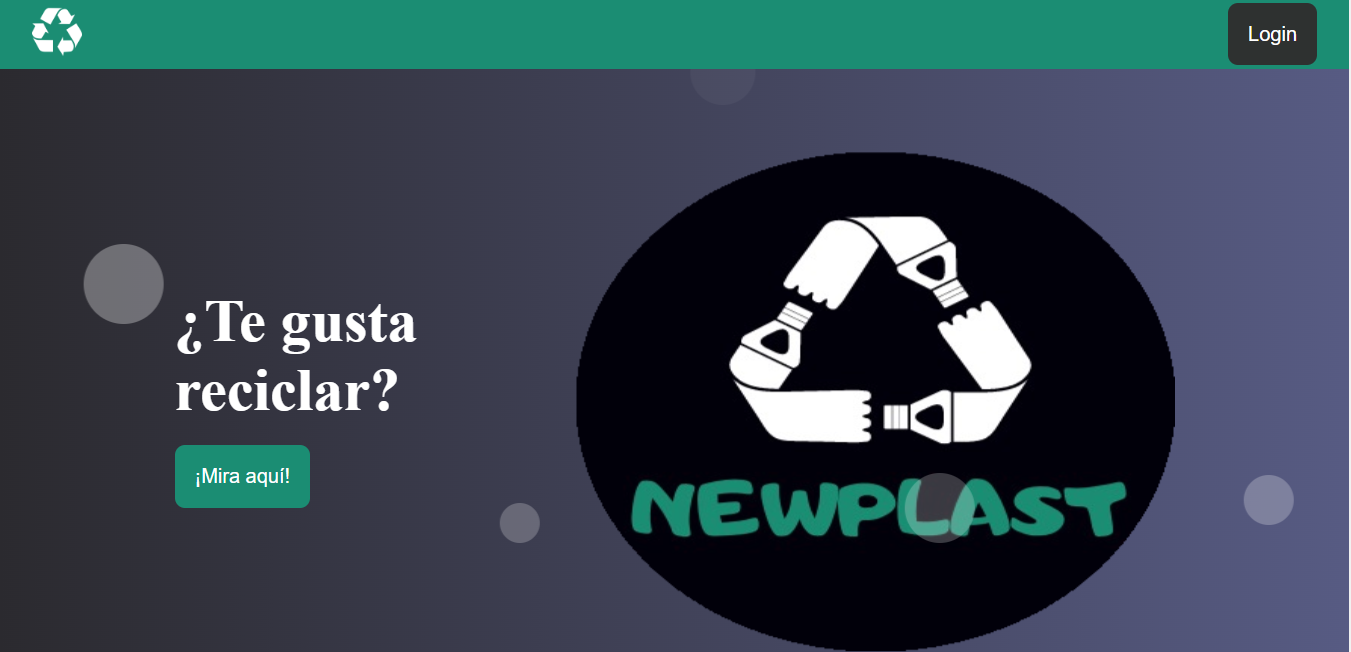 Login
¿Te gusta
reciclar?
¡Mira aquí!
NEWPLAST